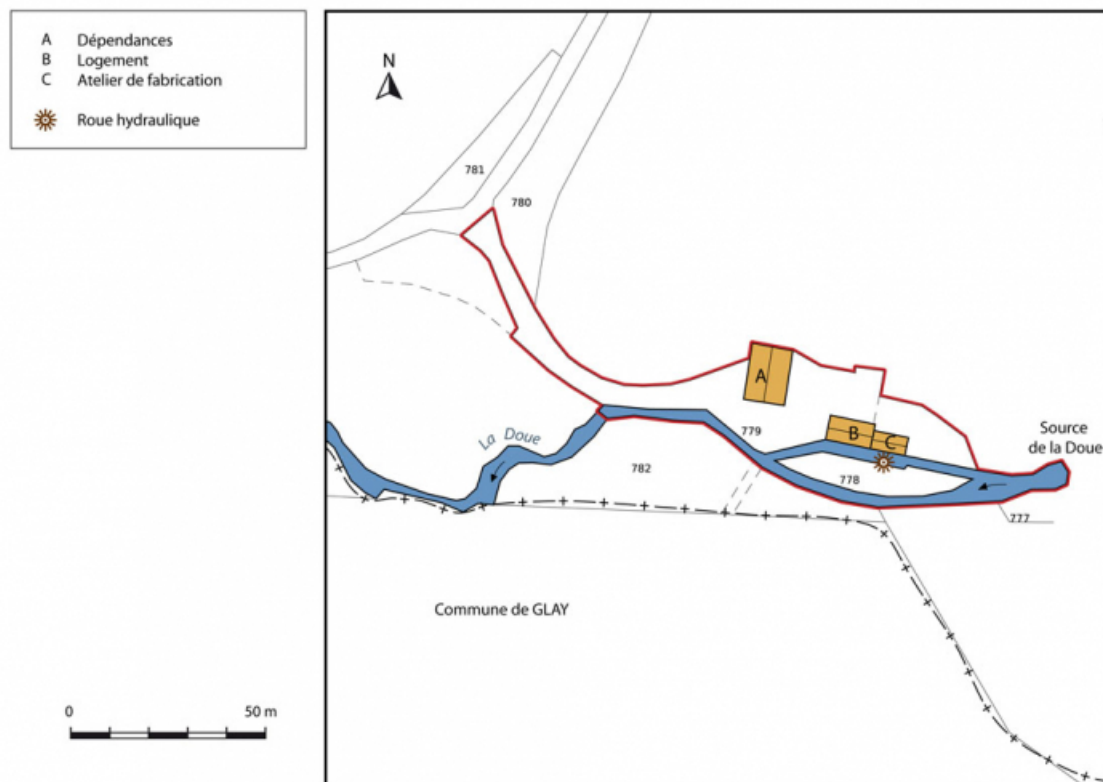 A Dépendances
B Logement
C Atelier de fabrication
Roue hydraulique
N
781
780
A
B
C
779
Source
de la Doue
La Doue
782
778
777
Commune de GLAY
0 50 m